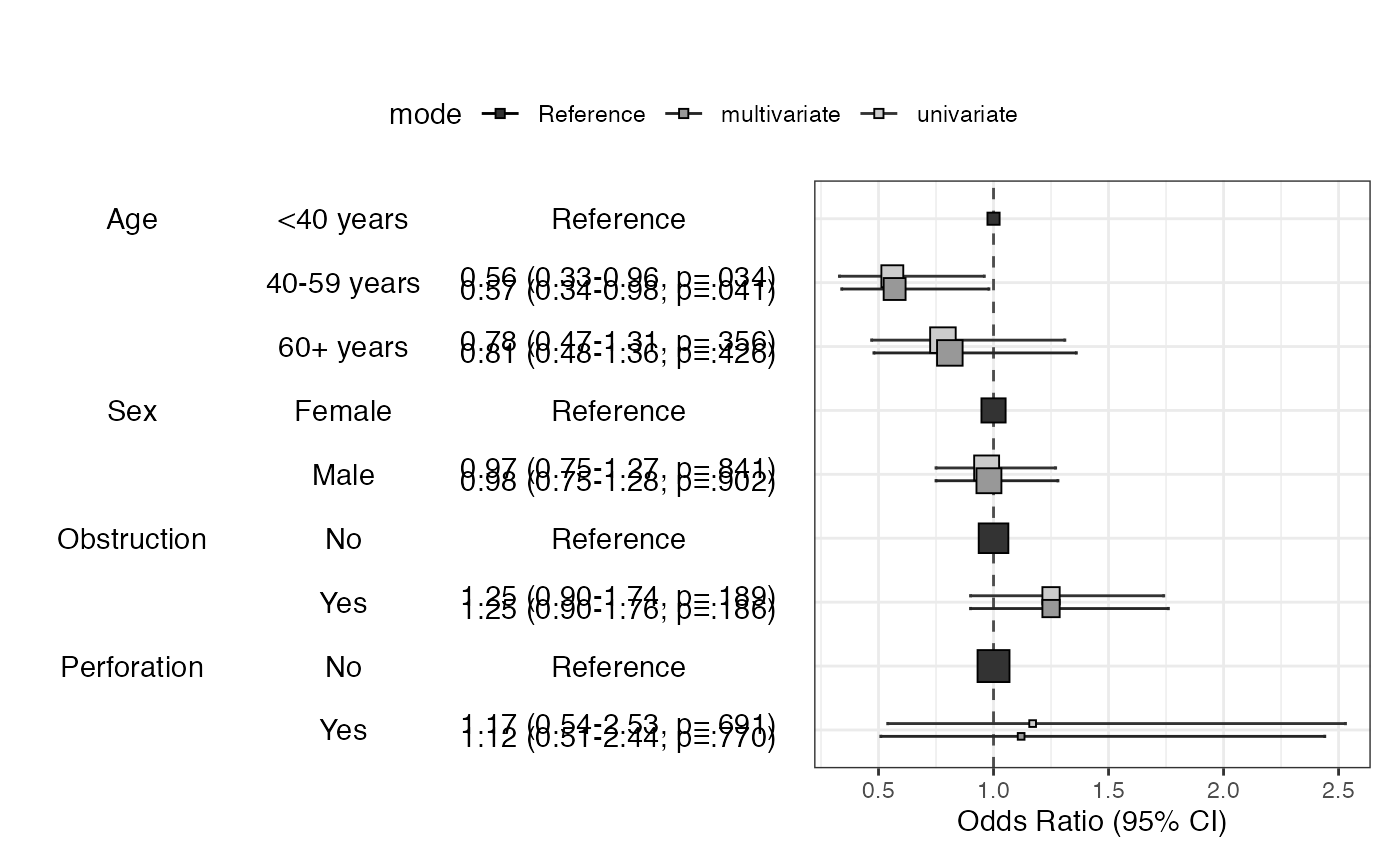 mode Reference multivariate univariate
Age <40 years Reference
40-59 years 0.56 (0.33-0.96, p=.034)
0.57 (0.34-0.98, p=.041)
60+ years 0.78 (0.47-1.31, p=.356)
0.81 (0.48-1.36, p=.426)
Sex Female Reference
Male 0.97 (0.75-1.27, p=.841)
0.98 (0.75-1.28, p=.902)
Obstruction No Reference
Yes 1.25 (0.90-1.74, p=.189)
1.25 (0.90-1.76, p=.186)
Perforation No Reference
Yes 1.17 (0.54-2.53, p=.691)
1.12 (0.51-2.44, p=.770)
0.5 1.0 1.5 2.0 2.5
Odds Ratio (95% CI)